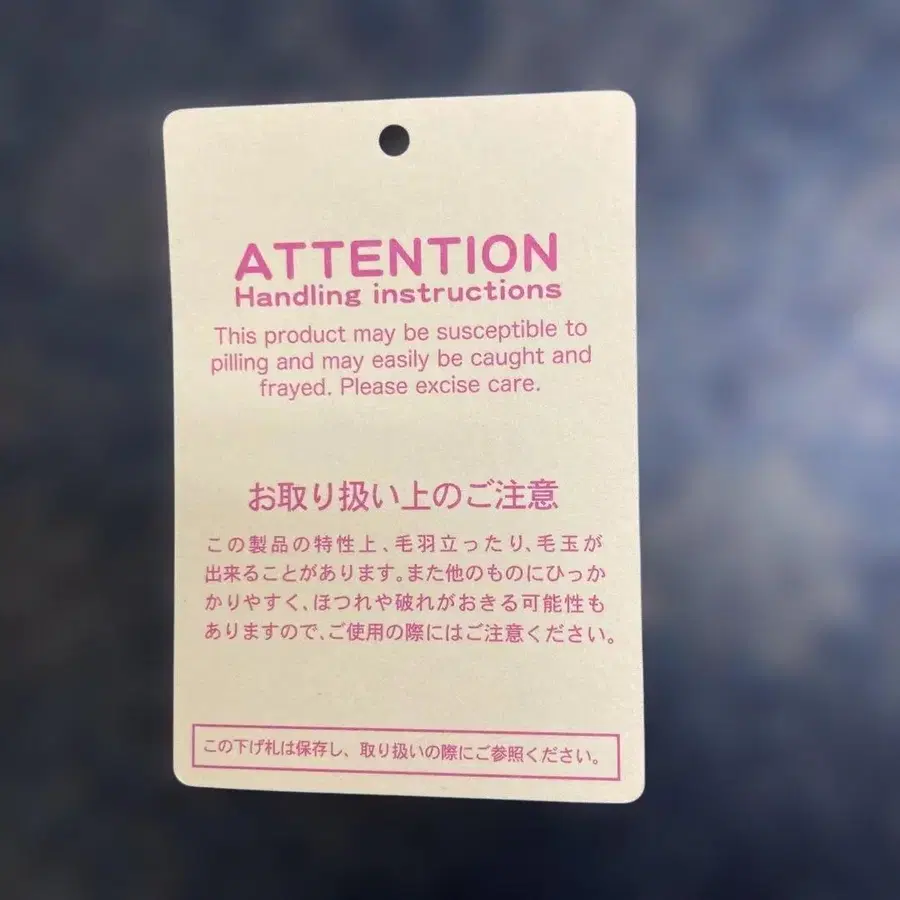 ATTENTION
Handling instructions
This product may be susceptible to
pilling and may easily be caught and
frayed. Please excise care.
お取り扱い上のご注意
この製品の特性上、毛羽立ったり、毛玉が
出来ることがあります。また他のものにひっか
かりやすく、ほつれや破れがおきる可能性も
ありますので、ご使用の際にはご注意ください。
この下げ札は保存し、取り扱いの際にご参照ください。